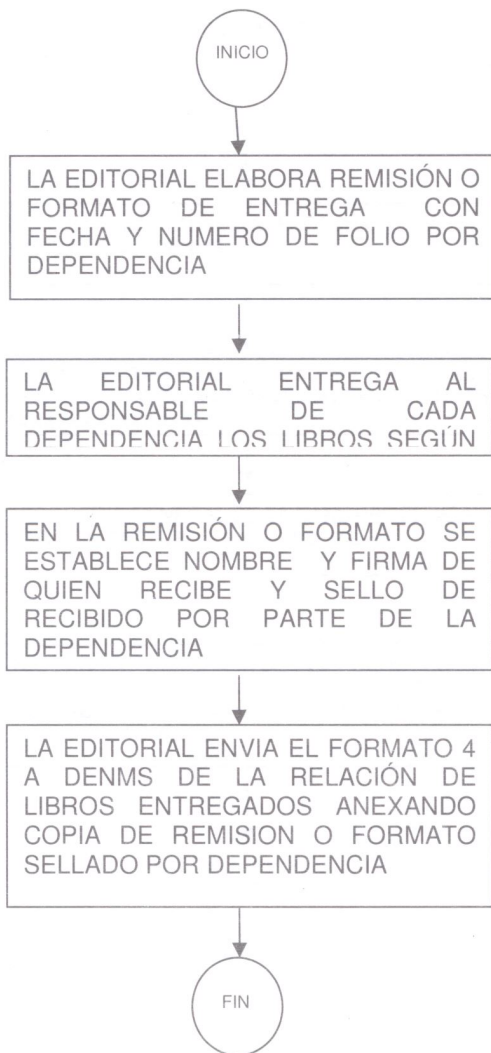 INICIO
LA EDITORIAL ELABORA REMISIÓN O
FORMATO DE ENTREGA CON
FECHA Y NUMERO DE FOLIO POR
DEPENDENCIA
LA EDITORIAL ENTREGA AL
RESPONSABLE DE CADA
DEPENDENCIA LOS LIBROS SEGÚN
EN LA REMISIÓN O FORMATO SE
ESTABLECE NOMBRE Y FIRMA DE
QUIEN RECIBE Y SELLO DE
RECIBIDO POR PARTE DE LA
DEPENDENCIA
LA EDITORIAL ENVIA EL FORMATO 4
A DENMS DE LA RELACIÓN DE
LIBROS ENTREGADOS ANEXANDO
COPIA DE REMISION O FORMATO
SELLADO POR DEPENDENCIA
FIN